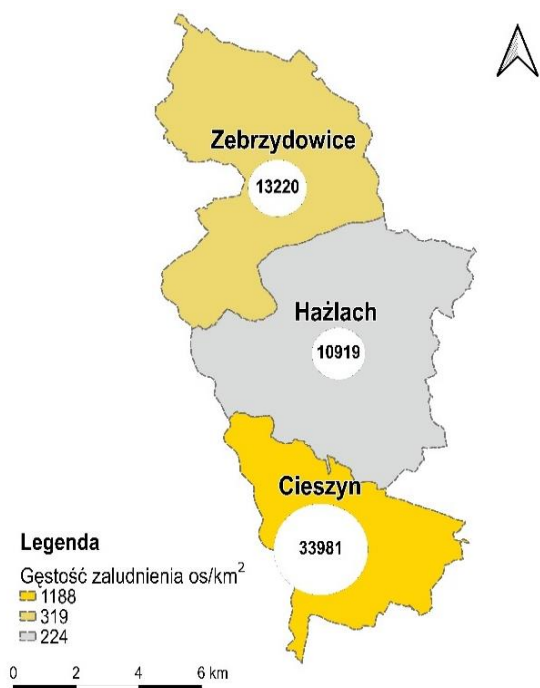 Zebrzydowice
13220
Hażlach
10919
Cieszyn
33981
Legenda
Gęstość zaludnienia os/km²
1188
319
224
0 2 4 6 km